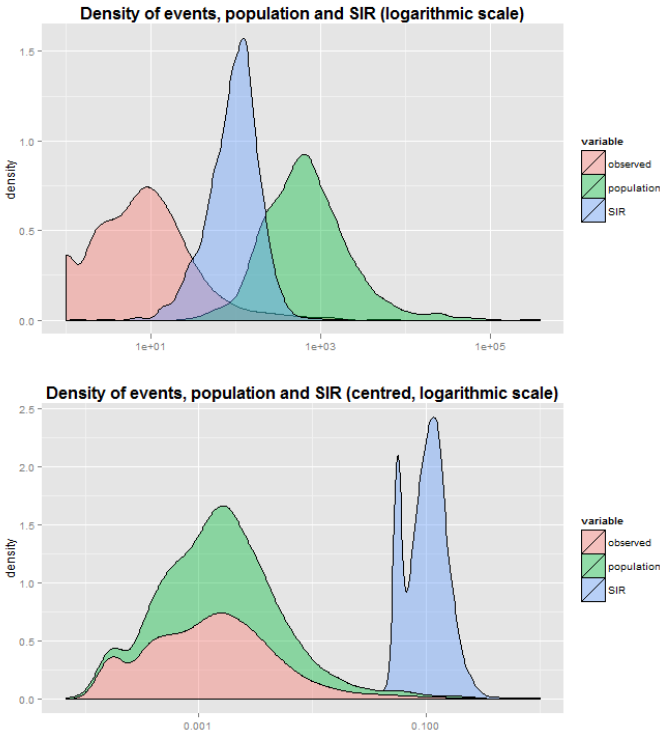 Density of events, population and SIR (logarithmic scale)
1.5
1.0
0.5
0.0
density
1e+01
1e+03
1e+05
variable
observed
population
SIR
Density of events, population and SIR (centred, logarithmic scale)
2.5
2.0
1.5
1.0
0.5
0.0
density
0.001
0.100
variable
observed
population
SIR